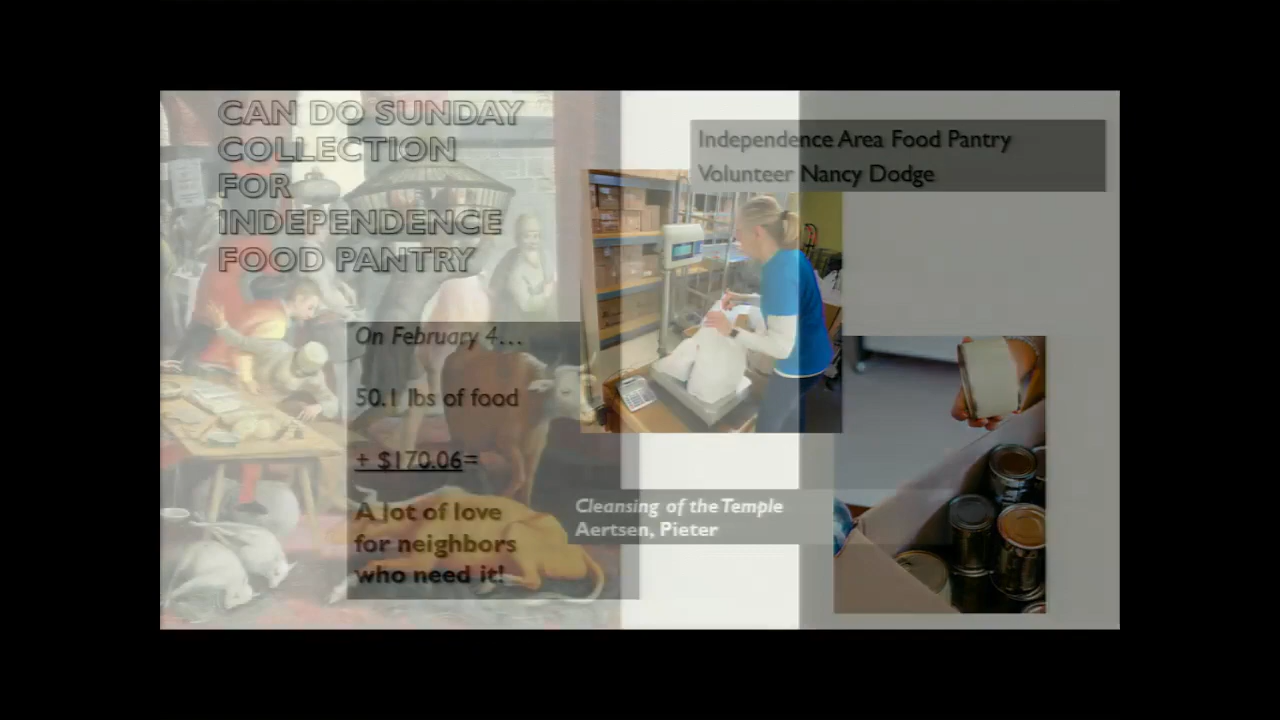 CAN DO SUNDAY
COLLECTION
FOR
INDEPENDENCE
FOOD PANTRY
Independence Area Food Pantry
Volunteer Nancy Dodge
On February 4…
50.1 lbs of food
+ $170.06=
A lot of love
for neighbors
who need it!
Cleansing of the Temple
Aertsen, Pieter